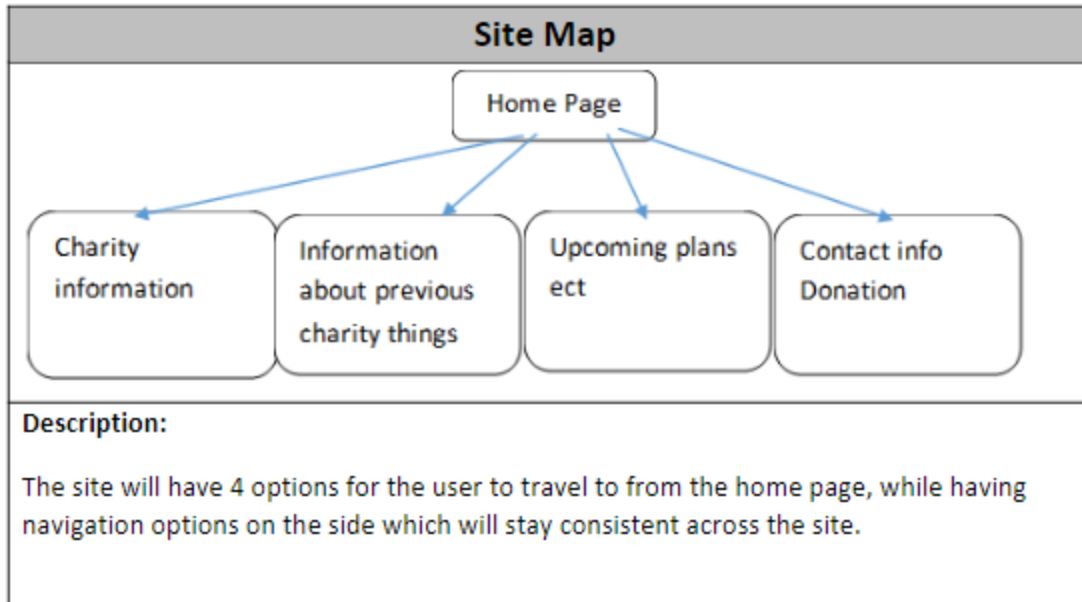 Site Map
Home Page
Charity
information
Information
about previous
charity things
Upcoming plans
ect
Contact info
Donation
Description:
The site will have 4 options for the user to travel to from the home page, while having
navigation options on the side which will stay consistent across the site.